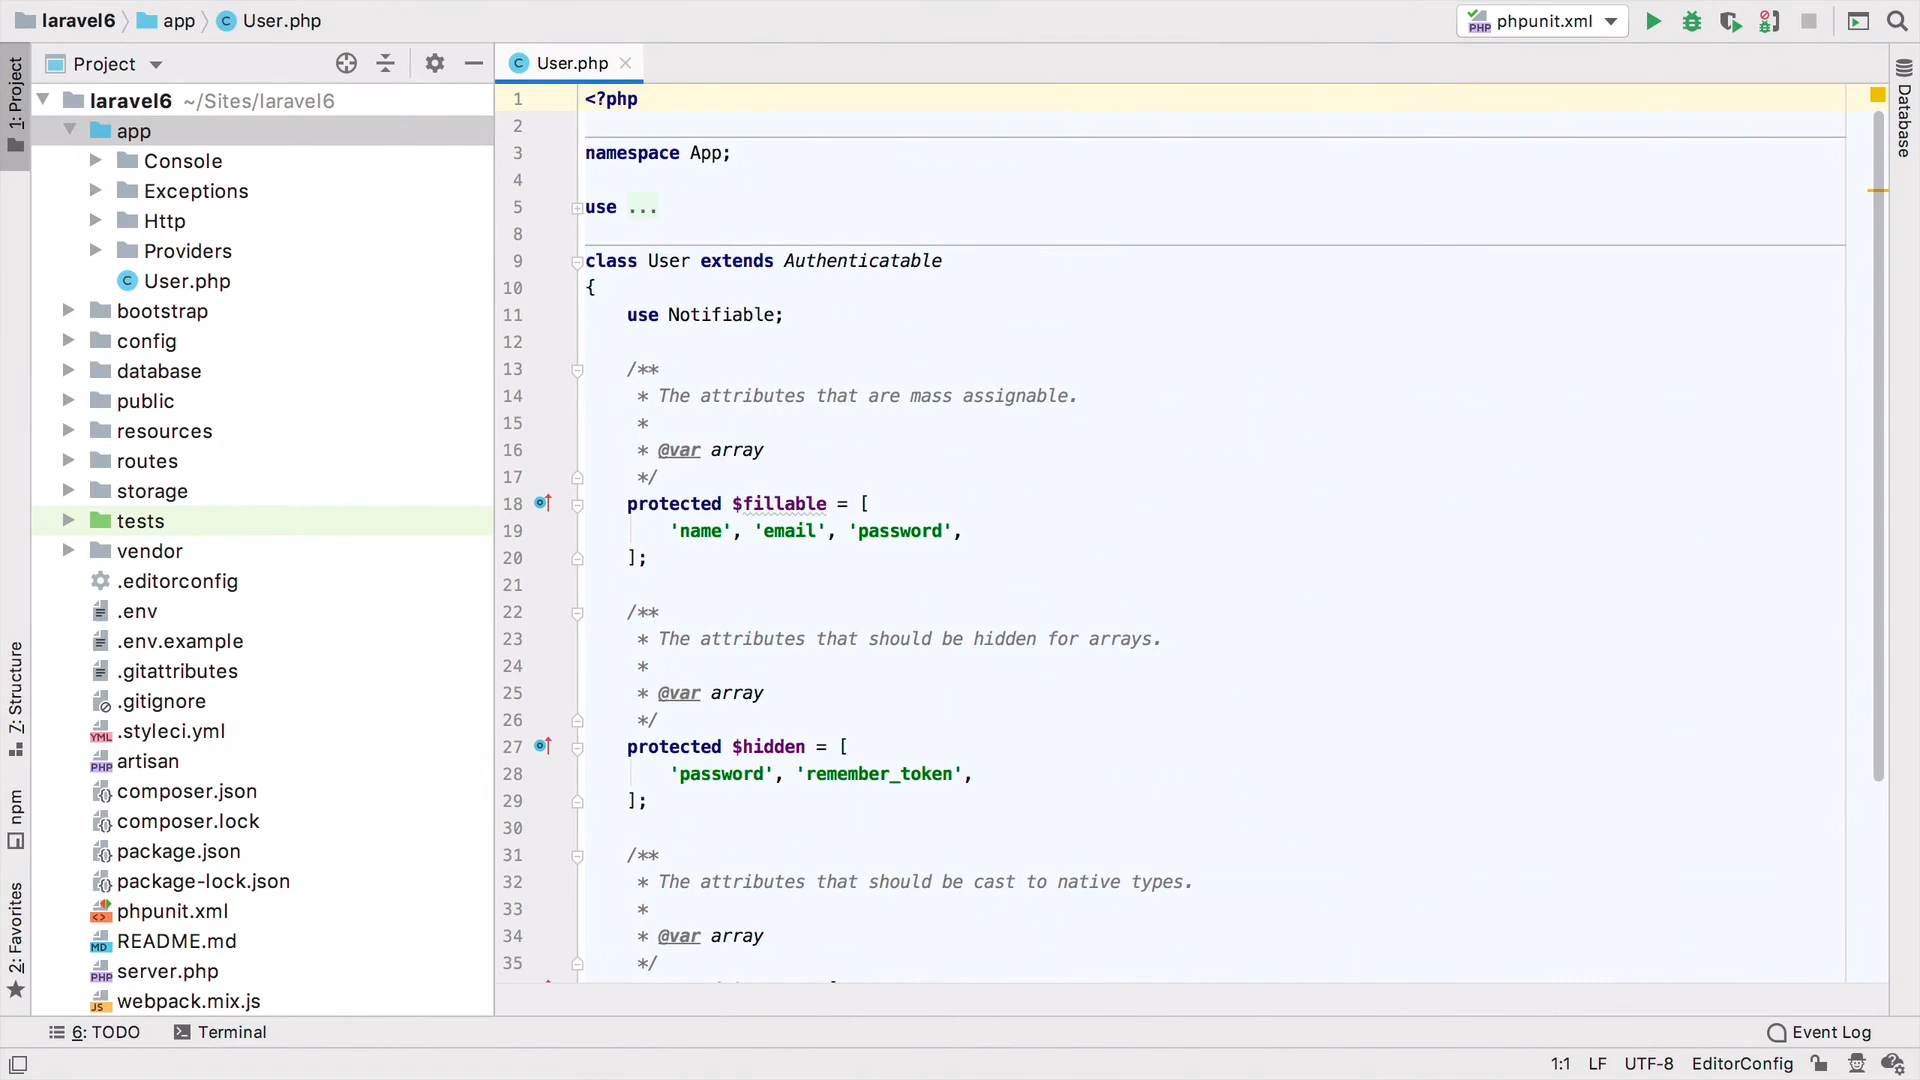 laravel6 app User.php
phpunit.xml
1: Project
Project
laravel6 ~/Sites/laravel6
app
Console
Exceptions
Http
Providers
User.php
bootstrap
config
database
public
resources
routes
storage
tests
vendor
.editorconfig
.env
.env.example
.gitattributes
.gitignore
.styleci.yml
artisan
composer.json
composer.lock
package.json
package-lock.json
phpunit.xml
README.md
server.php
webpack.mix.js
Z: Structure
npm
2: Favorites
User.php
1 <?php
2
3 namespace App;
4
5 use ...
8
9 class User extends Authenticatable
10 {
11 use Notifiable;
12
13 /**
14 * The attributes that are mass assignable.
15 *
16 * @var array
17 */
18 protected $fillable = [
19 'name', 'email', 'password',
20 ];
21
22 /**
23 * The attributes that should be hidden for arrays.
24 *
25 * @var array
26 */
27 protected $hidden = [
28 'password', 'remember_token',
29 ];
30
31 /**
32 * The attributes that should be cast to native types.
33 *
34 * @var array
35 */
Database
6: TODO Terminal
Event Log
1:1 LF UTF-8 EditorConfig